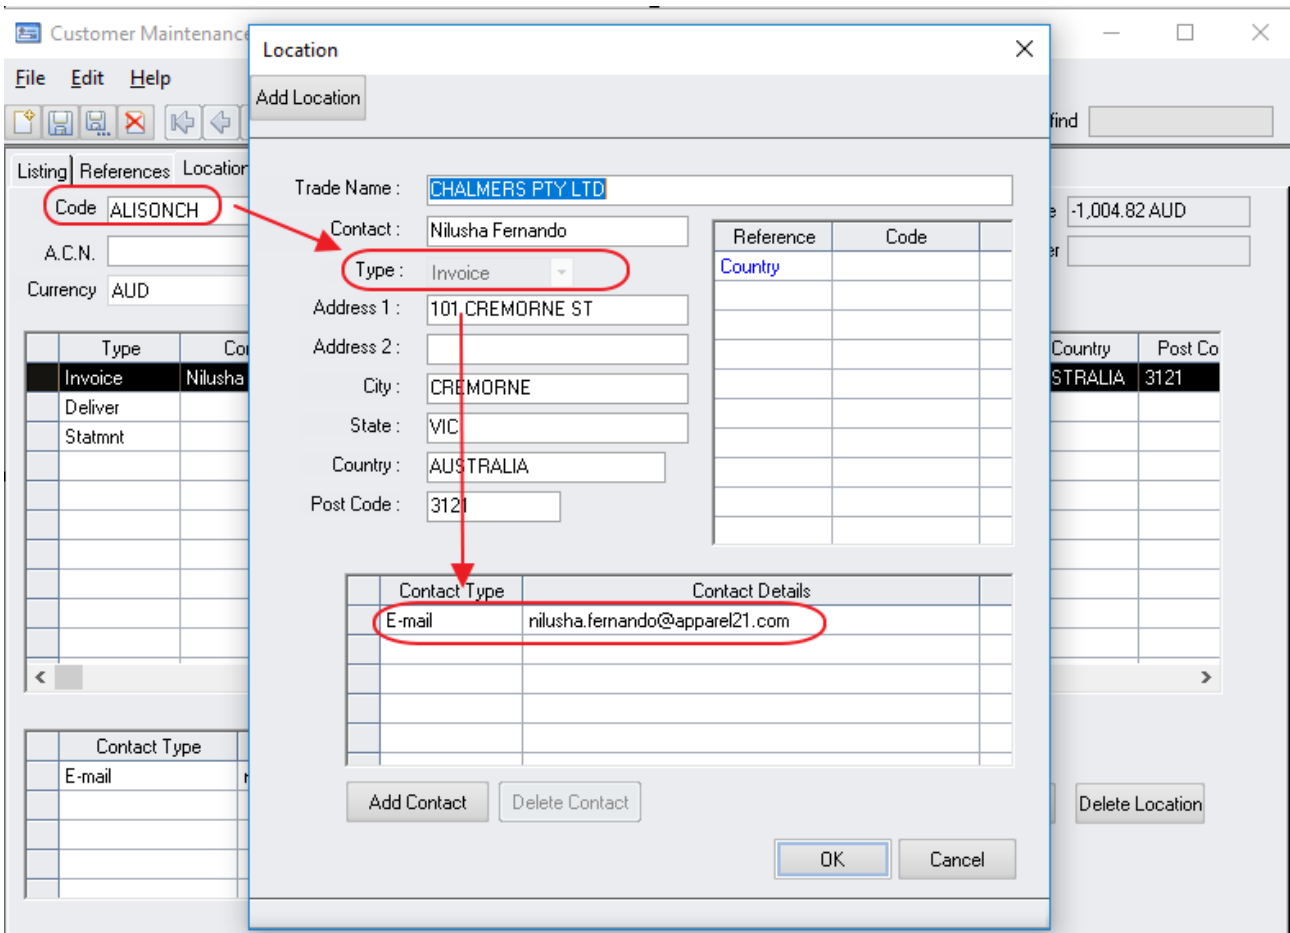 Customer Maintenance
File Edit Help
find
Listing References Location
Code ALISONCH
-1,004.82 AUD
A.C.N.
Currency AUD
Type
Country Post Co
Invoice Nilusha STRALIA 3121
Deliver
Statmnt
Contact Type
E-mail
Delete Location
Location
Add Location
Trade Name : CHALMERS PTY LTD
Contact : Nilusha Fernando
Type : Invoice
Address 1 : 101 CREMORNE ST
Address 2 :
City : CREMORNE
State : VIC
Country : AUSTRALIA
Post Code : 3121
Reference Code
Country
Contact Type Contact Details
E-mail nilusha.fernando@apparel21.com
Add Contact Delete Contact
OK Cancel